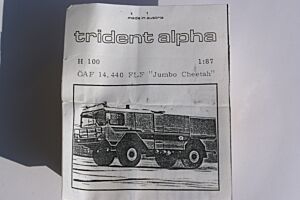 made in austria
trident alpha
H 100 1:87
ÖAF 14.440 FLF "Jumbo Cheetah"